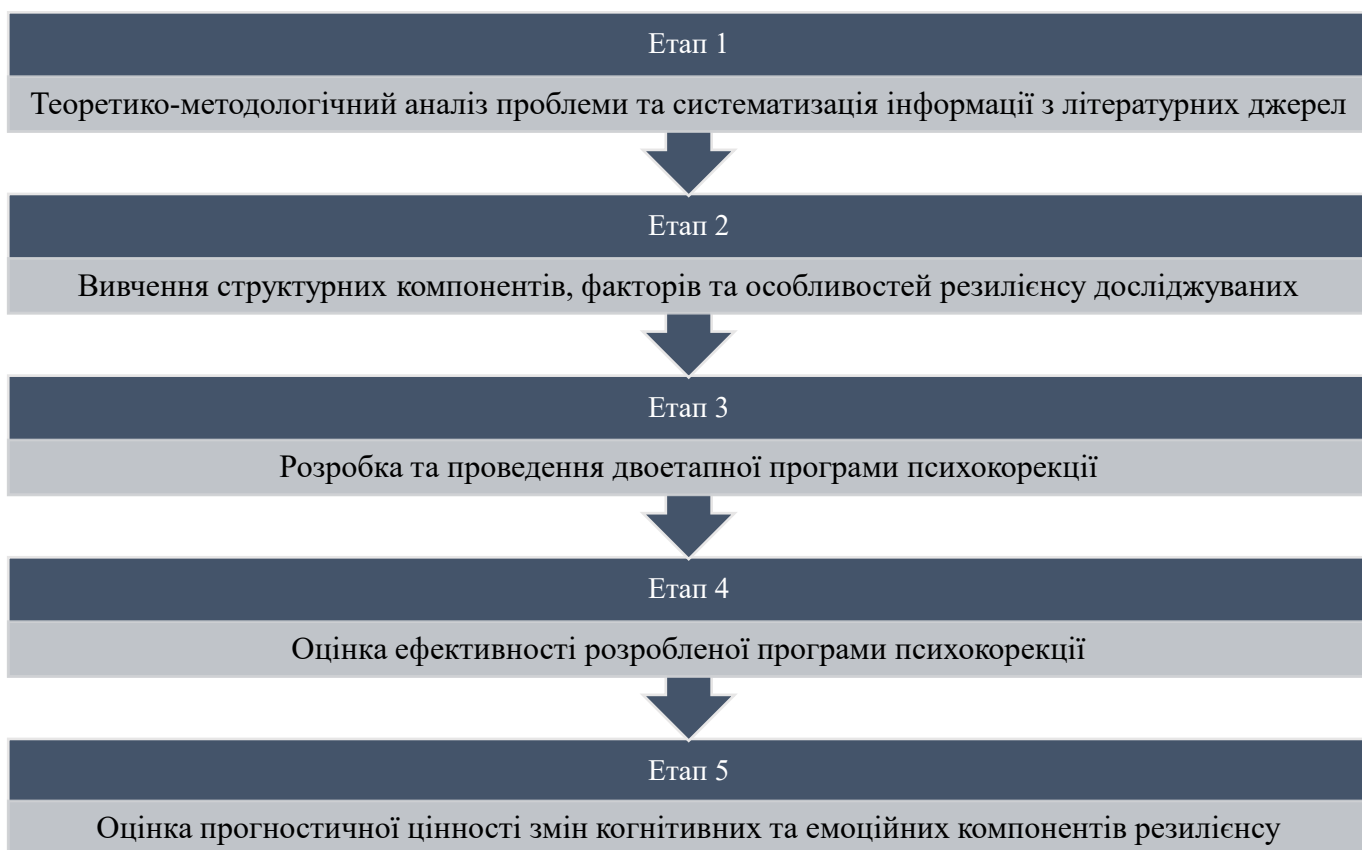 Етап 1
Теоретико-методологічний аналіз проблеми та систематизація інформації з літературних джерел
Етап 2
Вивчення структурних компонентів, факторів та особливостей резилієнсу досліджуваних
Етап 3
Розробка та проведення двоетапної програми психокорекції
Етап 4
Оцінка ефективності розробленої програми психокорекції
Етап 5
Оцінка прогностичної цінності змін когнітивних та емоційних компонентів резилієнсу